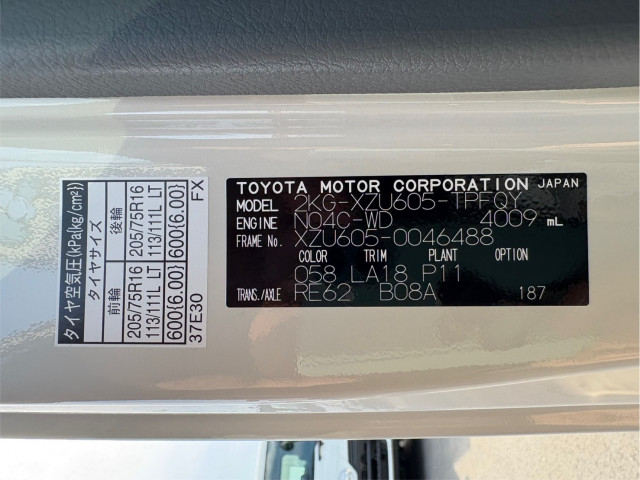 タイヤ空気圧(kPa(kg/cm²))
タイヤサイズ
前輪 後輪
205/75R16 205/75R16
113/111L LT 113/111L LT
600(6.00) 600(6.00)
37E30 FX
TOYOTA MOTOR CORPORATION JAPAN
MODEL 2KG-XZU605-TPFQY
ENGINE N04C-WD 4009 mL
FRAME No. XZU605-0046488
COLOR TRIM PLANT OPTION
058 LA18 P11
TRANS./AXLE RE62 B08A 187